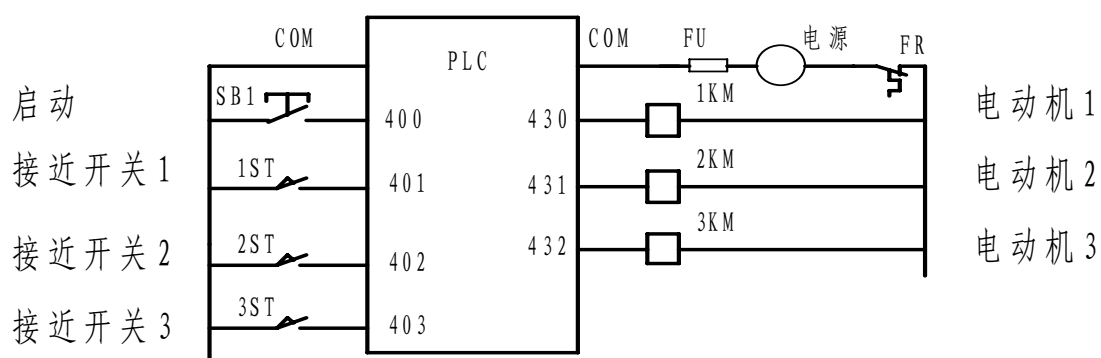 COM PLC COM FU 电源 FR
启动 SB1 400 430 1KM 电动机1
接近开关1 1ST 401 431 2KM 电动机2
接近开关2 2ST 402 432 3KM 电动机3
接近开关3 3ST 403